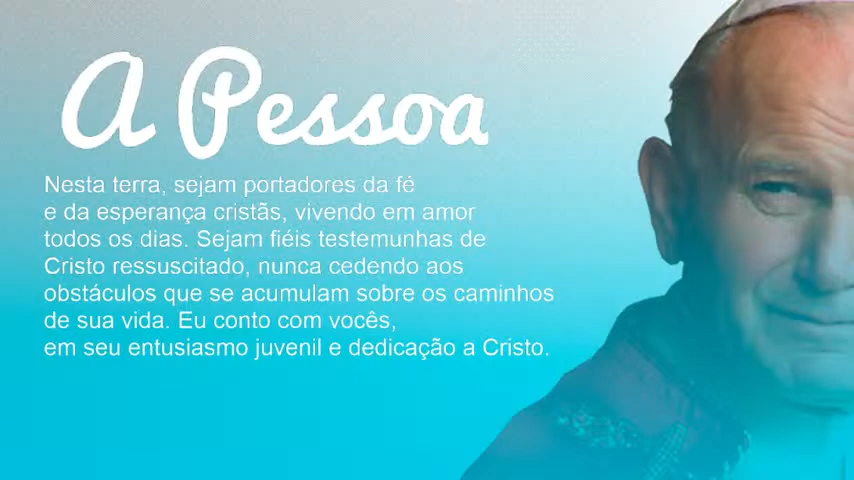 A Pessoa
Nesta terra, sejam portadores da fé
e da esperança cristãs, vivendo em amor
todos os dias. Sejam fiéis testemunhas de
Cristo ressuscitado, nunca cedendo aos
obstáculos que se acumulam sobre os caminhos
de sua vida. Eu conto com vocês,
em seu entusiasmo juvenil e dedicação a Cristo.